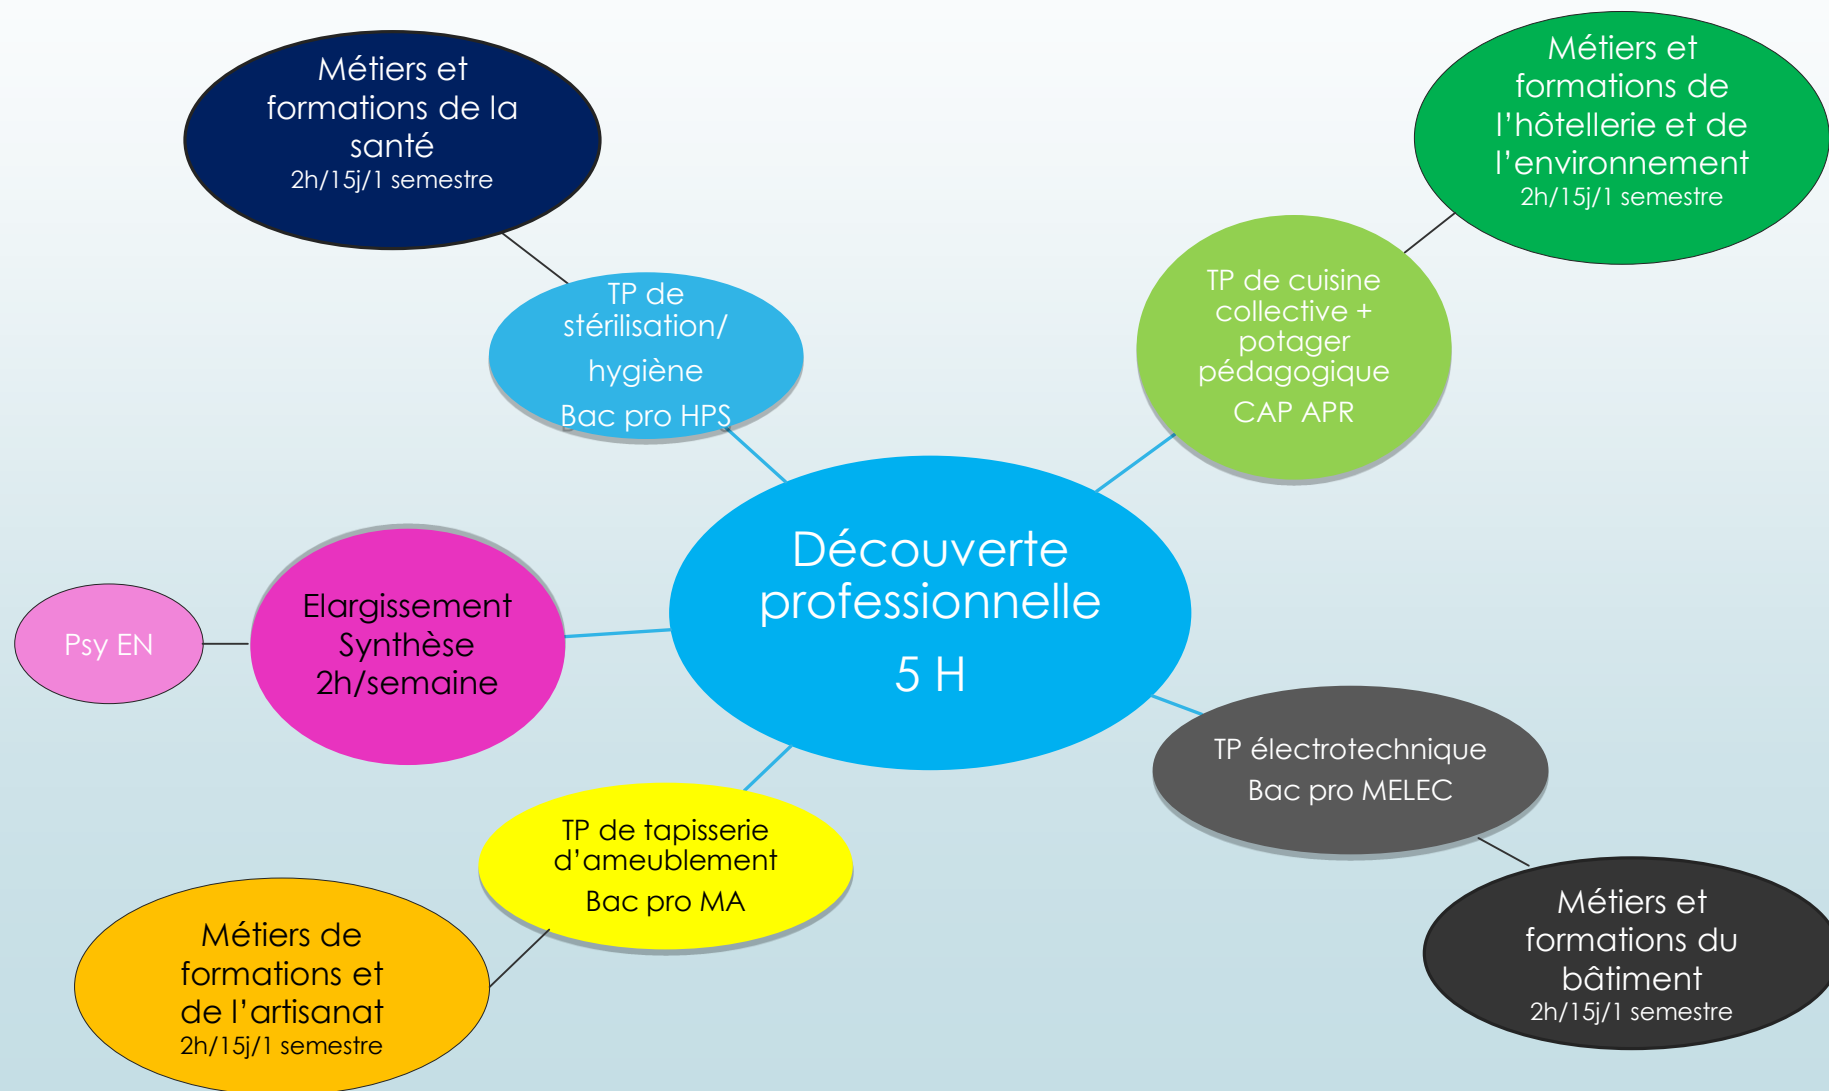 Métiers et
formations de la
santé
2h/15j/1 semestre
Métiers et
formations de
l'hôtellerie et de
l'environnement
2h/15j/1 semestre
TP de
stérilisation/
hygiène
Bac pro HPS
TP de cuisine
collective +
potager
pédagogique
CAP APR
Découverte
professionnelle
5 H
Elargissement
Synthèse
2h/semaine
Psy EN
TP électrotechnique
Bac pro MELEC
TP de tapisserie
d'ameublement
Bac pro MA
Métiers de
formations et
de l'artisanat
2h/15j/1 semestre
Métiers et
formations du
bâtiment
2h/15j/1 semestre